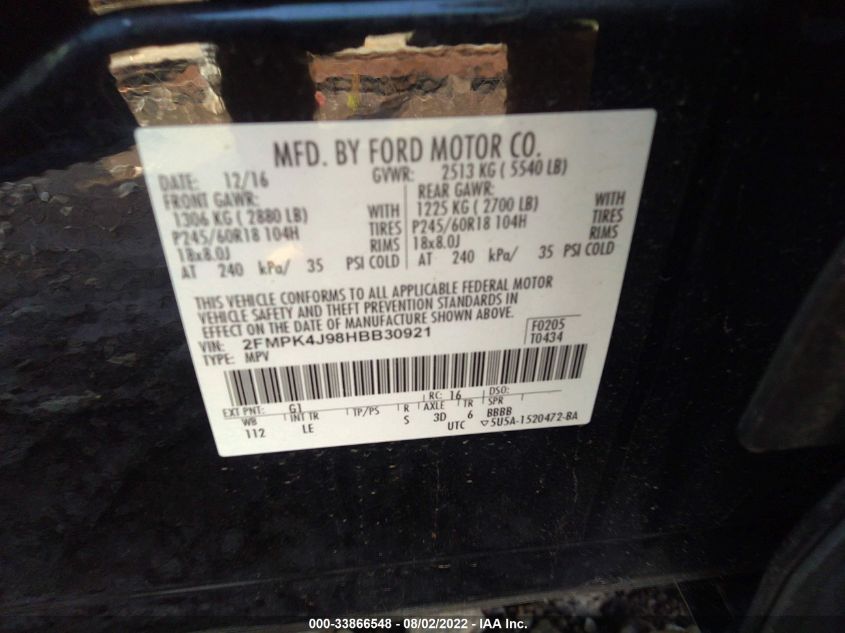 MFD. BY FORD MOTOR CO.
DATE: 12/16 GVWR: 2513 KG ( 5540 LB)
FRONT GAWR: REAR GAWR:
1306 KG ( 2880 LB) WITH 1225 KG ( 2700 LB) WITH
P245/60R18 104H TIRES P245/60R18 104H TIRES
18x8.0J RIMS 18x8.0J RIMS
AT 240 kPa/ 35 PSI COLD AT 240 kPa/ 35 PSI COLD
THIS VEHICLE CONFORMS TO ALL APPLICABLE FEDERAL MOTOR
VEHICLE SAFETY AND THEFT PREVENTION STANDARDS IN
EFFECT ON THE DATE OF MANUFACTURE SHOWN ABOVE.
VIN: 2FMPK4J98HBB30921 F0205
TYPE: MPV T0434
RC: 16 DSO:
EXT PNT: G1
WB INT TR TP/PS R AXLE TR SPR
112 LE S 3D 6 BBBB
UTC ▽5U5A-1520472-BA
000-33866548 - 08/02/2022 - IAA Inc.